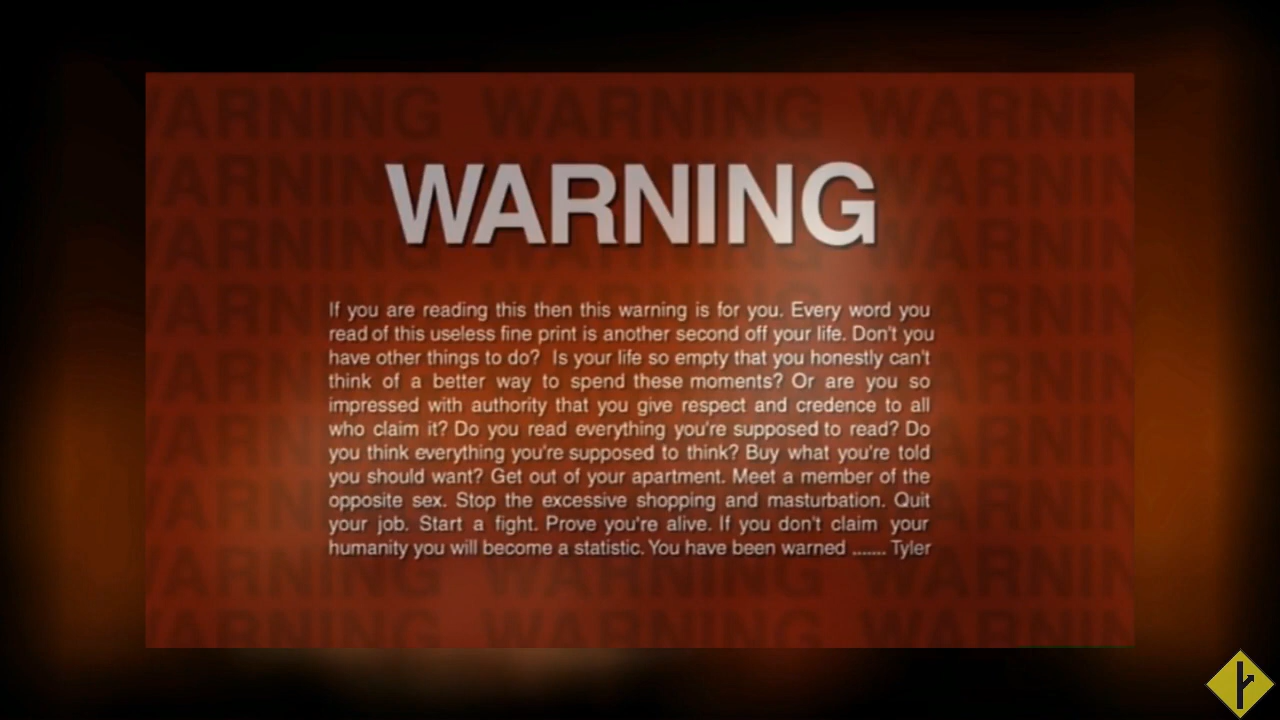 WARNING WARNING WARNING
WARNING
If you are reading this then this warning is for you. Every word you
read of this useless fine print is another second off your life. Don't you
have other things to do? Is your life so empty that you honestly can't
think of a better way to spend these moments? Or are you so
impressed with authority that you give respect and credence to all
who claim it? Do you read everything you're supposed to read? Do
you think everything you're supposed to think? Buy what you're told
you should want? Get out of your apartment. Meet a member of the
opposite sex. Stop the excessive shopping and masturbation. Quit
your job. Start a fight. Prove you're alive. If you don't claim your
humanity you will become a statistic. You have been warned ....... Tyler